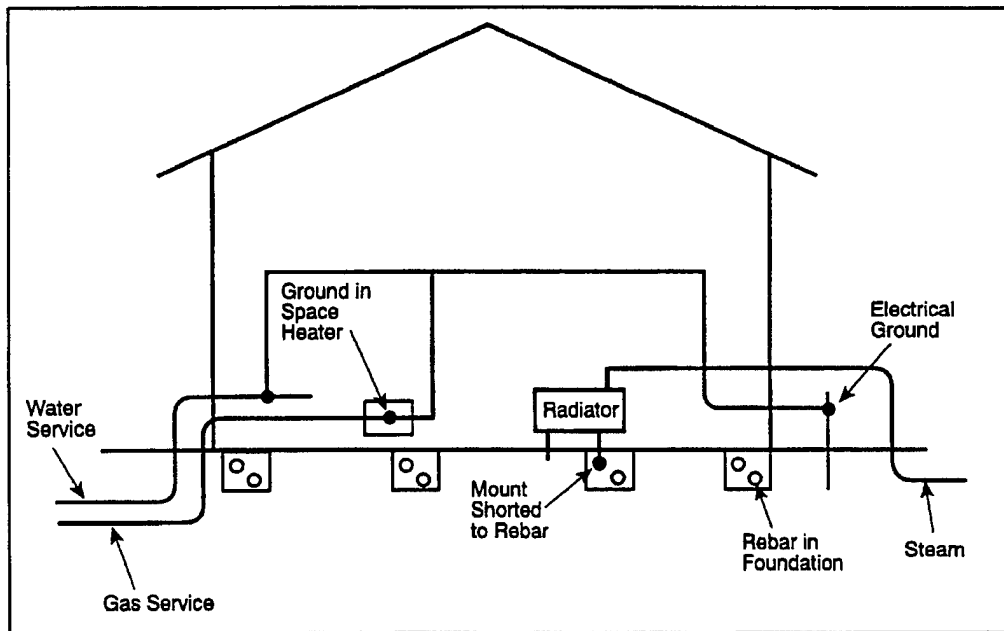 Ground in
Space
Heater
Electrical
Ground
Water
Service
Radiator
Mount
Shorted
to Rebar
Rebar in
Foundation
Steam
Gas Service